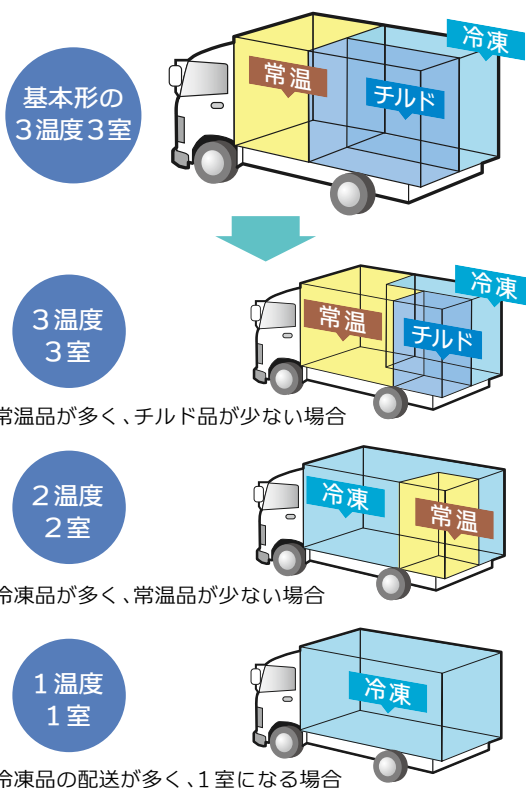 基本形の
3温度3室
常温
チルド
冷凍
3温度
3室
常温
チルド
冷凍
常温品が多く、チルド品が少ない場合
2温度
2室
冷凍
常温
冷凍品が多く、常温品が少ない場合
1温度
1室
冷凍
冷凍品の配送が多く、1室になる場合